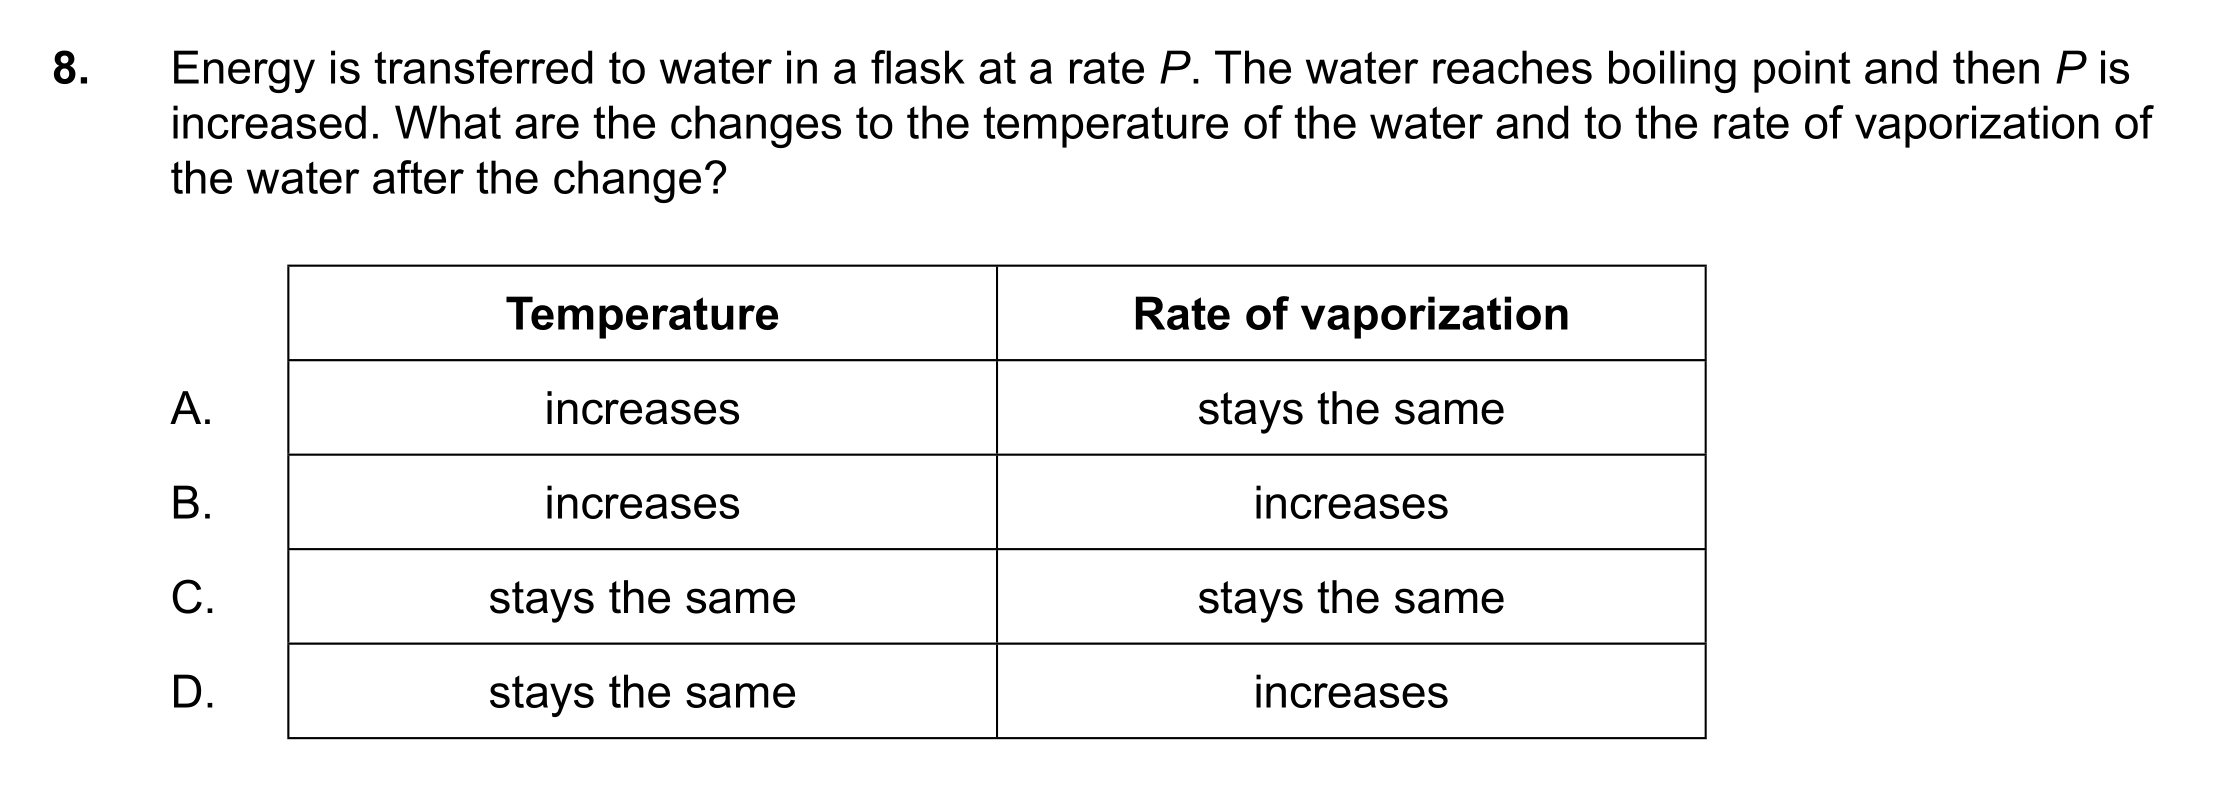 8. Energy is transferred to water in a flask at a rate P. The water reaches boiling point and then P is
increased. What are the changes to the temperature of the water and to the rate of vaporization of
the water after the change?
Temperature Rate of vaporization
A. increases stays the same
B. increases increases
C. stays the same stays the same
D. stays the same increases